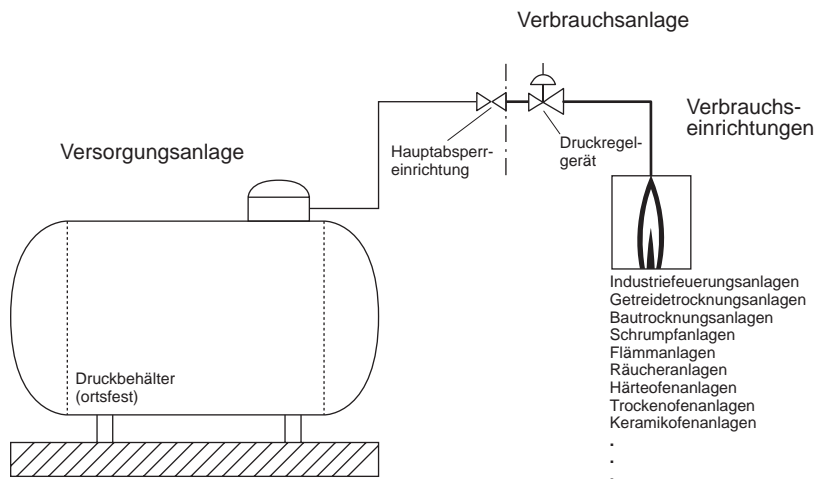 Verbrauchsanlage
Verbrauchs-
einrichtungen
Versorgungsanlage
Hauptabsperr-
einrichtung
Druckregel-
gerät
Industriefeuerungsanlagen
Getreidetrocknungsanlagen
Bautrocknungsanlagen
Schrumpfanlagen
Flämmanlagen
Räucheranlagen
Härteofenanlagen
Trockenofenanlagen
Keramikofenanlagen
.
.
.
Druckbehälter
(ortsfest)